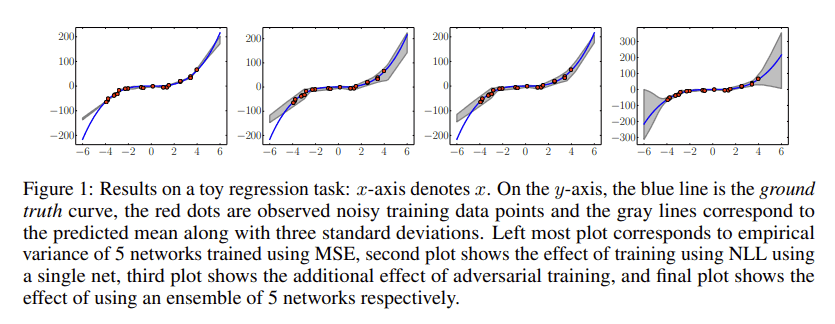 200
100
0
−100
−200
−6 −4 −2 0 2 4 6
200
100
0
−100
−200
−6 −4 −2 0 2 4 6
200
100
0
−100
−200
−6 −4 −2 0 2 4 6
300
200
100
0
−100
−200
−300
−6 −4 −2 0 2 4 6
Figure 1: Results on a toy regression task: x-axis denotes x. On the y-axis, the blue line is the ground
truth curve, the red dots are observed noisy training data points and the gray lines correspond to
the predicted mean along with three standard deviations. Left most plot corresponds to empirical
variance of 5 networks trained using MSE, second plot shows the effect of training using NLL using
a single net, third plot shows the additional effect of adversarial training, and final plot shows the
effect of using an ensemble of 5 networks respectively.